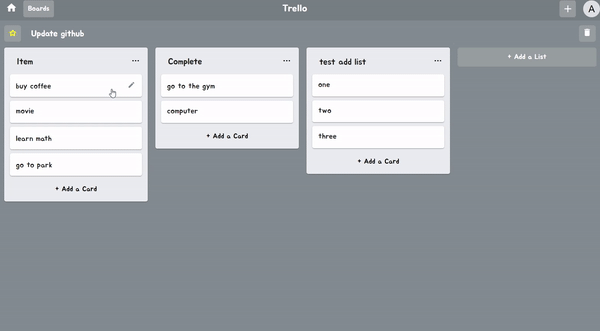 Boards
Trello
A
Update github
Item
buy coffee
movie
learn math
go to park
+ Add a Card
Complete
go to the gym
computer
+ Add a Card
test add list
one
two
three
+ Add a Card
+ Add a List